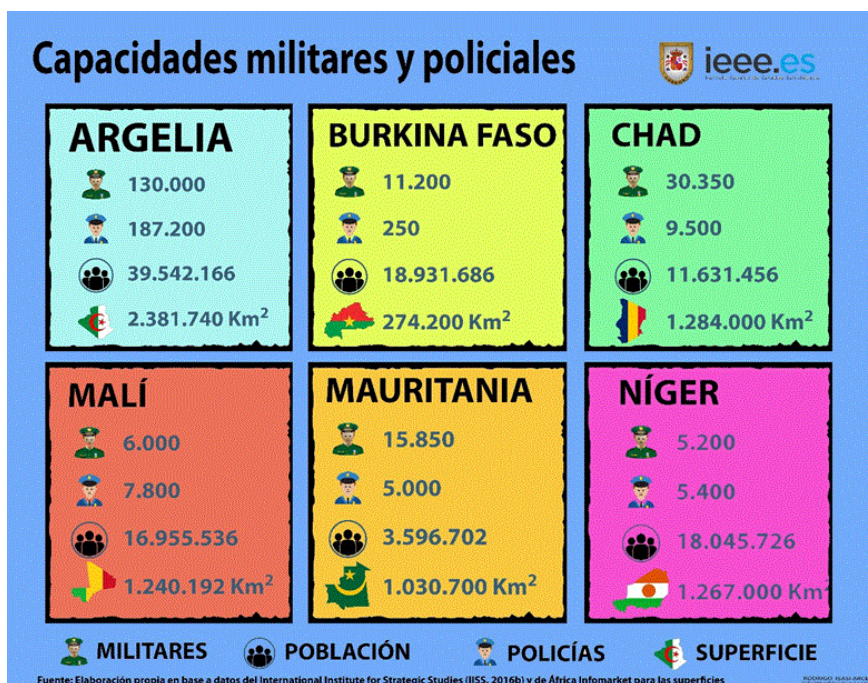 Capacidades militares y policiales
ieee.es
ARGELIA
130.000
187.200
39.542.166
2.381.740 Km²
BURKINA FASO
11.200
250
18.931.686
274.200 Km²
CHAD
30.350
9.500
11.631.456
1.284.000 Km²
MALÍ
6.000
7.800
16.955.536
1.240.192 Km²
MAURITANIA
15.850
5.000
3.596.702
1.030.700 Km²
NÍGER
5.200
5.400
18.045.726
1.267.000 Km²
MILITARES
POBLACIÓN
POLICÍAS
SUPERFICIE
Fuente: Elaboración propia en base a datos del International Institute for Strategic Studies (IISS, 2016b) y de África Infomarket para las superficies